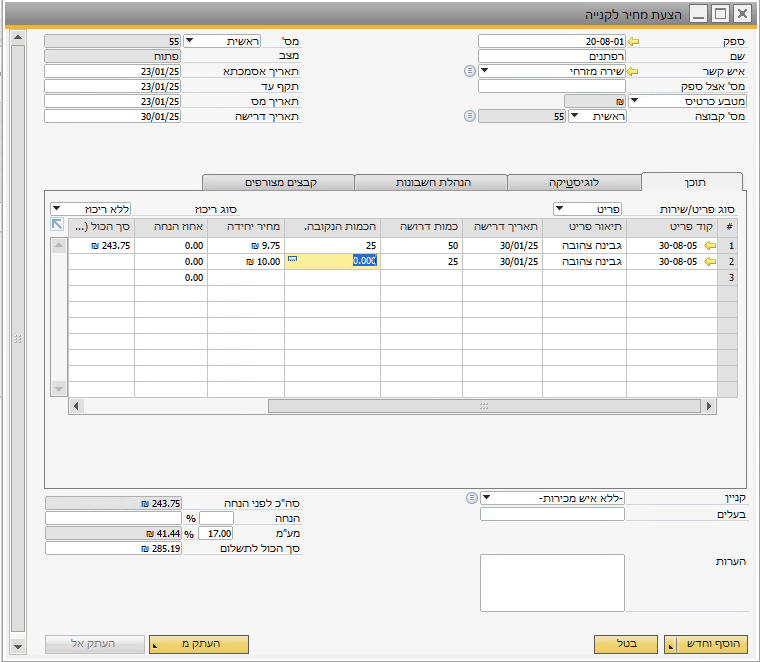 הצעת מחיר לקנייה
ספק 20-08-01 מס' ראשית 55
שם רפתנים מצב פתוח
איש קשר שירה מזרחי תאריך אסמכתא 23/01/25
מס' אצל ספק תקף עד 23/01/25
מטבע כרטיס ₪ תאריך מס 23/01/25
מס' קבוצה ראשית 55 תאריך דרישה 30/01/25
תוכן לוגיסטיקה הנהלת חשבונות קבצים מצורפים
סוג פריט/שירות פריט סוג ריכוז ללא ריכוז
# קוד פריט תיאור פריט תאריך דרישה כמות דרושה הכמות הנקובה. מחיר יחידה אחוז הנחה סך הכול (...
1 30-08-05 גבינה צהובה 30/01/25 50 25 9.75 ₪ 0.00 243.75 ₪
2 30-08-05 גבינה צהובה 30/01/25 25 0.000 10.00 ₪ 0.00
3 0.00
קניין -ללא איש מכירות- סה"כ לפני הנחה 243.75 ₪
בעלים הנחה %
מע"מ 17.00 % 41.44 ₪
סך הכול לתשלום 285.19 ₪
הערות
הוסף וחדש בטל העתק מ העתק אל